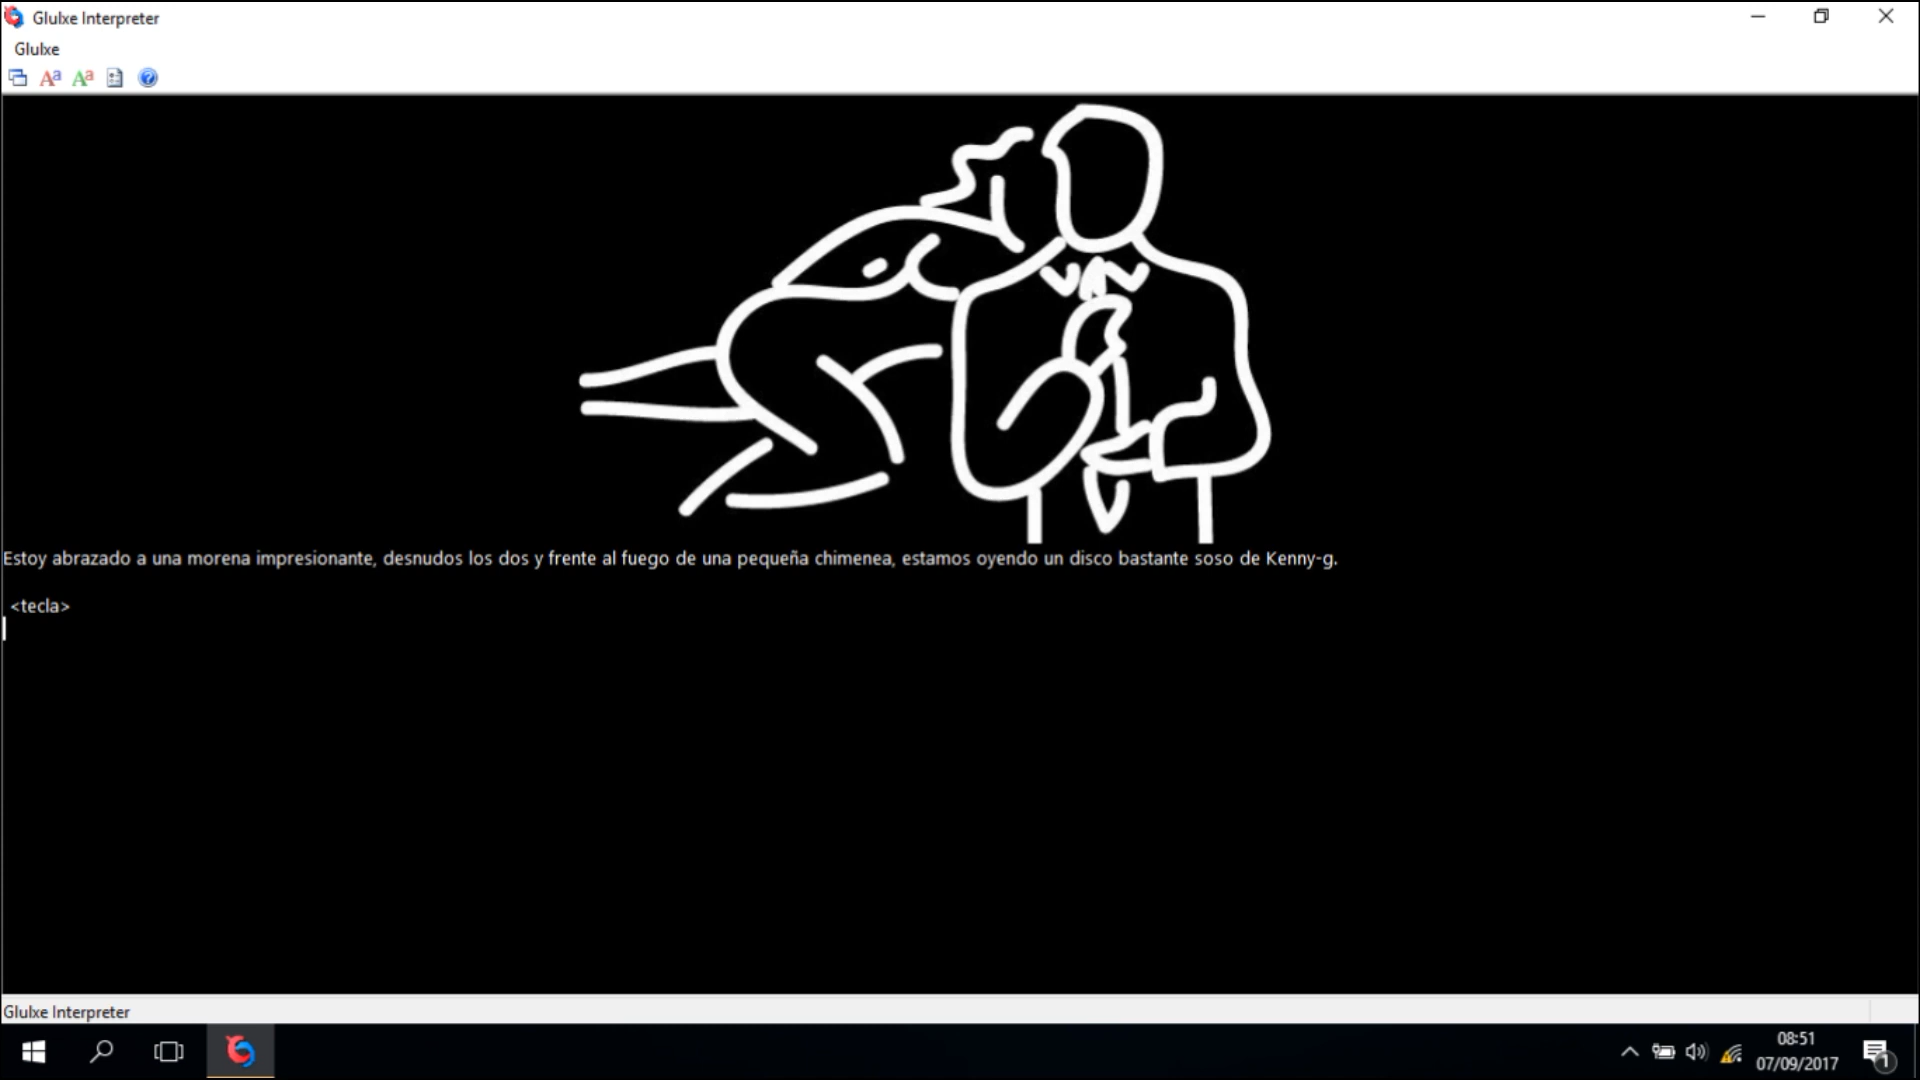 Glulxe Interpreter
Glulxe
Estoy abrazado a una morena impresionante, desnudos los dos y frente al fuego de una pequeña chimenea, estamos oyendo un disco bastante soso de Kenny-g.
<tecla>
Glulxe Interpreter
08:51
07/09/2017
1